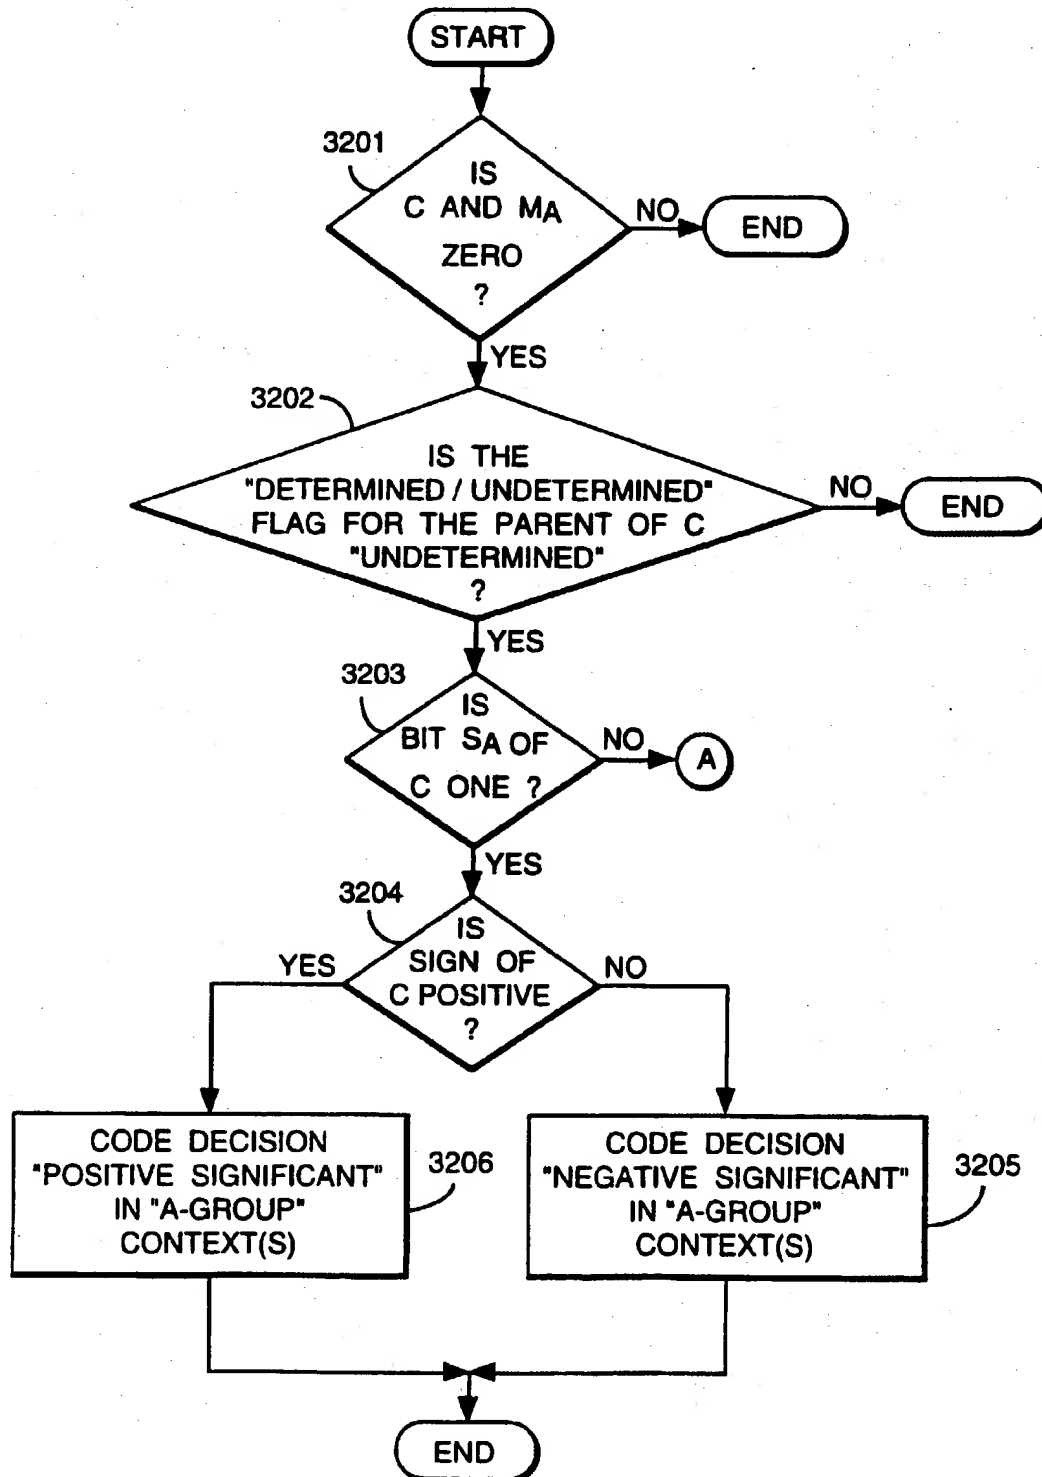 START
3201
IS
C AND MA
ZERO
?
NO
END
YES
3202
IS THE
"DETERMINED / UNDETERMINED"
FLAG FOR THE PARENT OF C
"UNDETERMINED"
?
NO
END
YES
3203
IS
BIT SA OF
C ONE ?
NO
A
YES
3204
IS
SIGN OF
C POSITIVE
?
YES
NO
CODE DECISION
"POSITIVE SIGNIFICANT"
IN "A-GROUP"
CONTEXT(S)
3206
CODE DECISION
"NEGATIVE SIGNIFICANT"
IN "A-GROUP"
CONTEXT(S)
3205
END